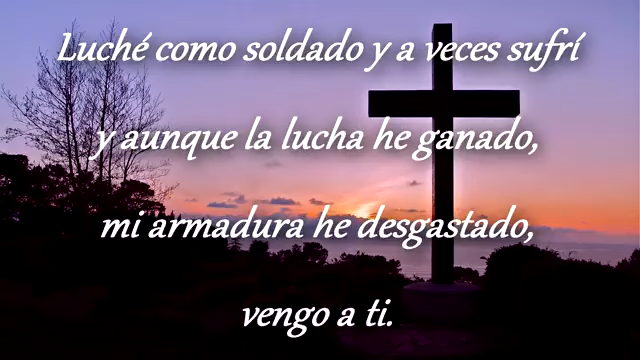 Luché como soldado y a veces sufrí
y aunque la lucha he ganado,
mi armadura he desgastado,
vengo a ti.